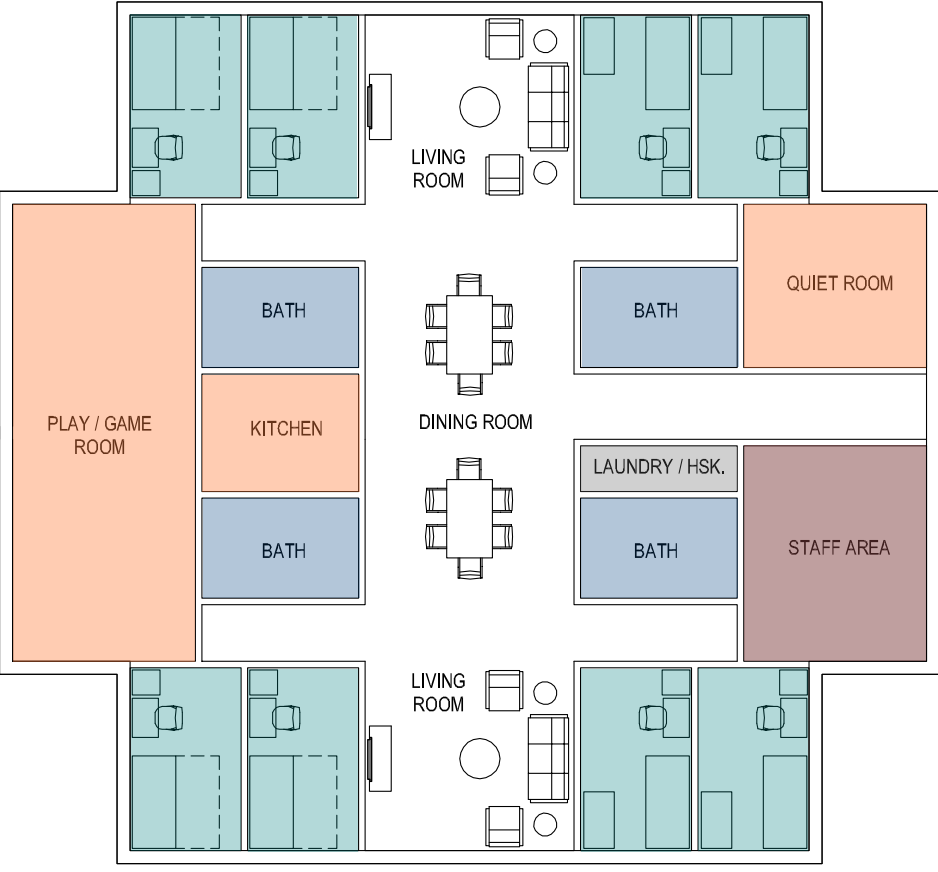 LIVING
ROOM
QUIET ROOM
BATH
BATH
PLAY / GAME
ROOM
KITCHEN
DINING ROOM
LAUNDRY / HSK.
BATH
BATH
STAFF AREA
LIVING
ROOM